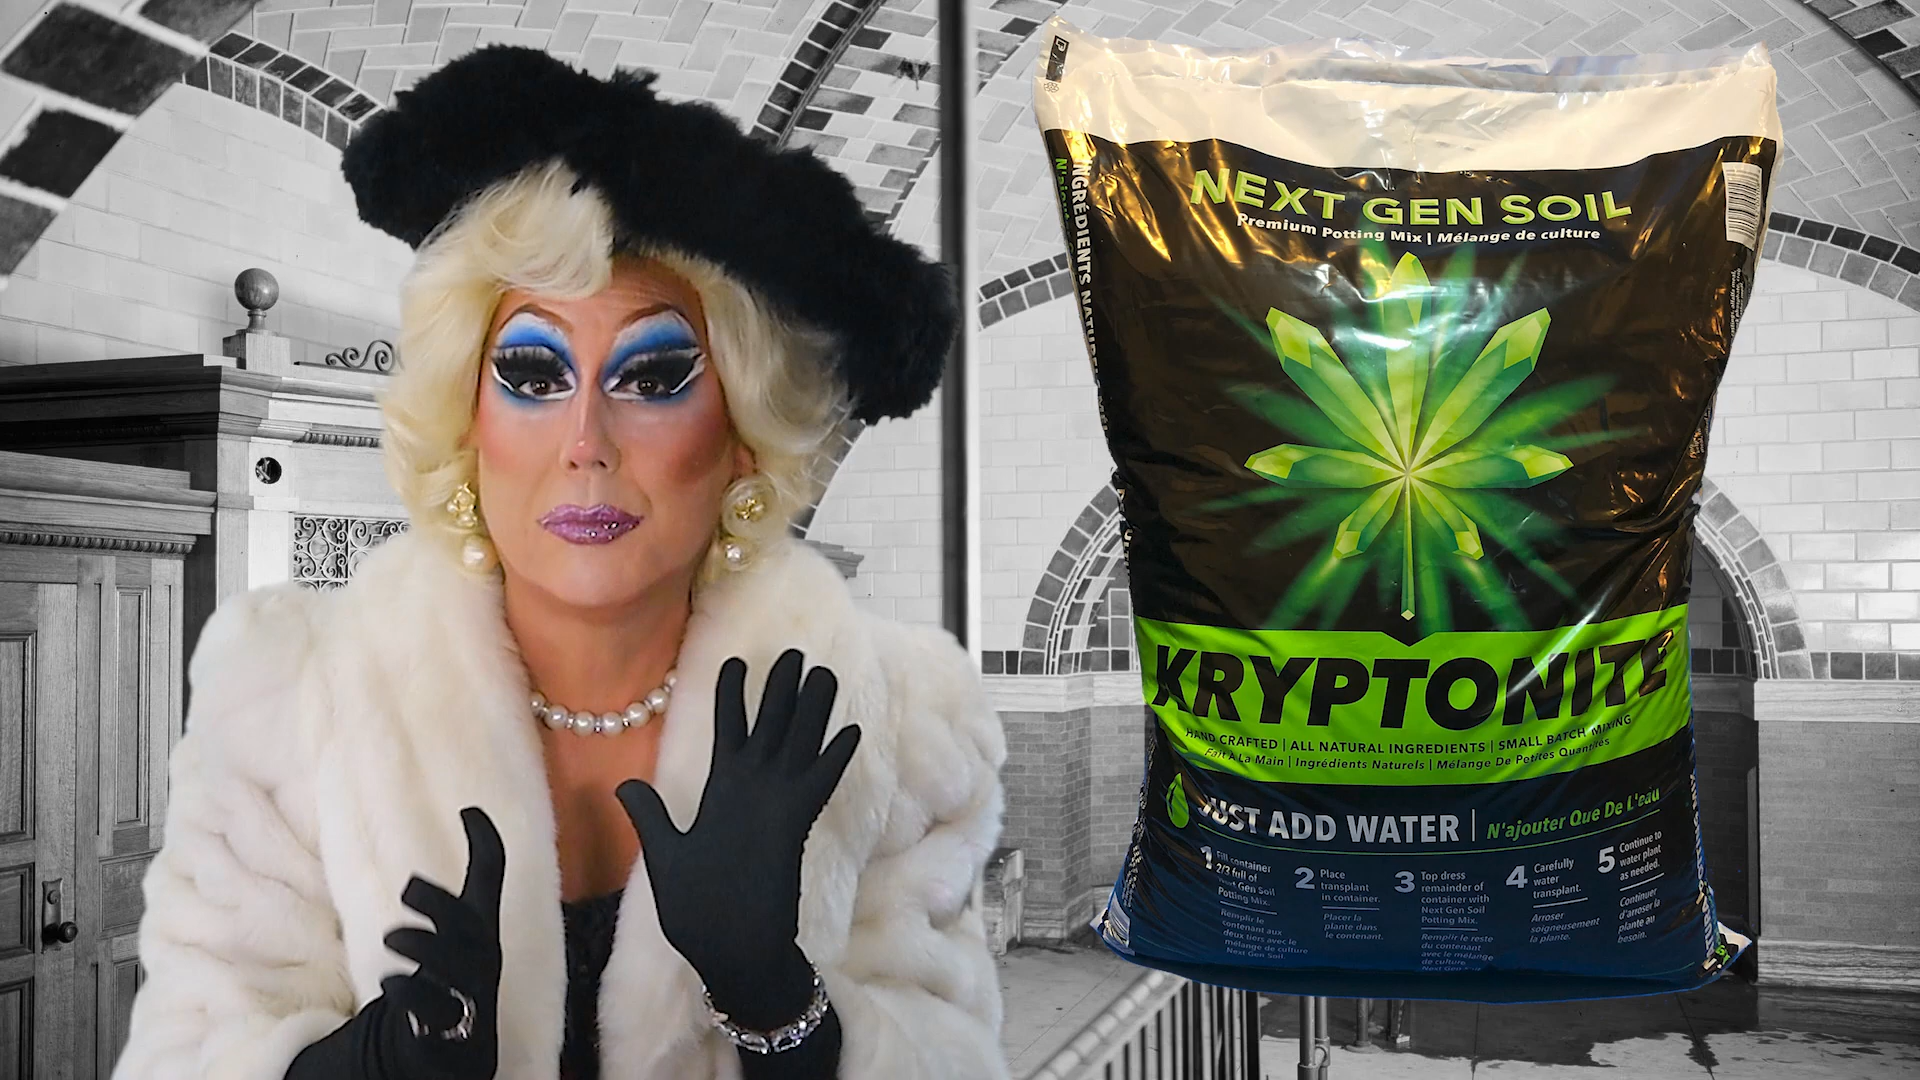 NEXT GEN SOIL
Premium Potting Mix | Mélange de culture
KRYPTONITE
HAND CRAFTED | ALL NATURAL INGREDIENTS | SMALL BATCH MIXING
Fait À La Main | Ingrédients Naturels | Mélange De Petites Quantités
JUST ADD WATER | N'ajouter Que De L'eau
1 Fill container
2/3 full of
Next Gen Soil
Potting Mix.
Remplir le
contenant aux
deux tiers avec le
mélange de culture
Next Gen Soil.
2 Place
transplant
in container.
Placer la
plante dans
le contenant.
3 Top dress
remainder of
container with
Next Gen Soil
Potting Mix.
Remplir le reste
du contenant
avec le mélange
de culture
4 Carefully
water
transplant.
Arroser
soigneusement
la plante.
5 Continue to
water plant
as needed.
Continuer
d'arroser la
plante au
besoin.
INGRÉDIENTS